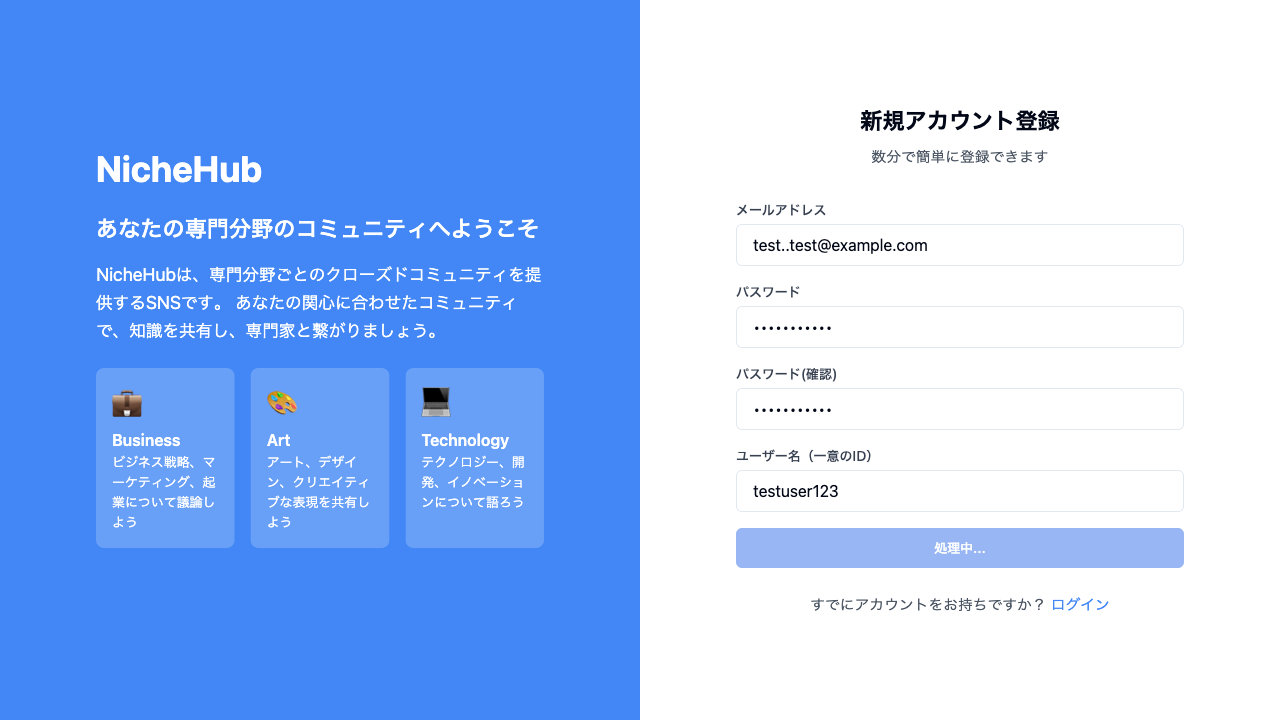 NicheHub
あなたの専門分野のコミュニティへようこそ
NicheHubは、専門分野ごとのクローズドコミュニティを提
供するSNSです。 あなたの関心に合わせたコミュニティ
で、知識を共有し、専門家と繋がりましょう。
Business
ビジネス戦略、マ
ーケティング、起
業について議論し
よう
Art
アート、デザイ
ン、クリエイティ
ブな表現を共有し
よう
Technology
テクノロジー、開
発、イノベーショ
ンについて語ろう
新規アカウント登録
数分で簡単に登録できます
メールアドレス
test..test@example.com
パスワード
•••••••••••
パスワード(確認)
•••••••••••
ユーザー名（一意のID）
testuser123
処理中...
すでにアカウントをお持ちですか？ ログイン